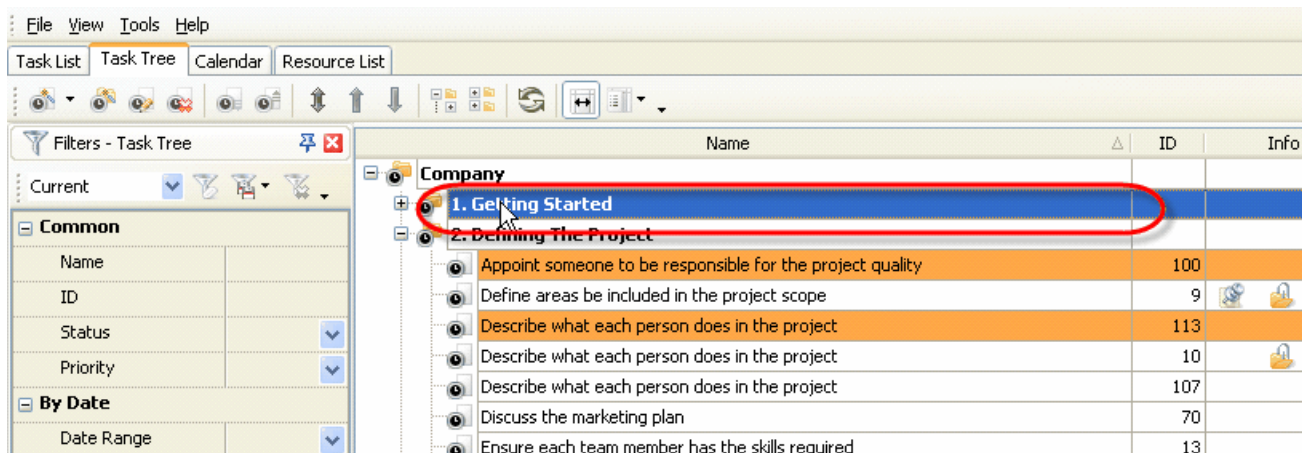 File View Tools Help
Task List Task Tree Calendar Resource List
Filters - Task Tree
Current
Common
Name
ID
Status
Priority
By Date
Date Range
Name ID Info
Company
1. Getting Started
2. Defining The Project
Appoint someone to be responsible for the project quality 100
Define areas be included in the project scope 9
Describe what each person does in the project 113
Describe what each person does in the project 10
Describe what each person does in the project 107
Discuss the marketing plan 70
Ensure each team member has the skills required 13